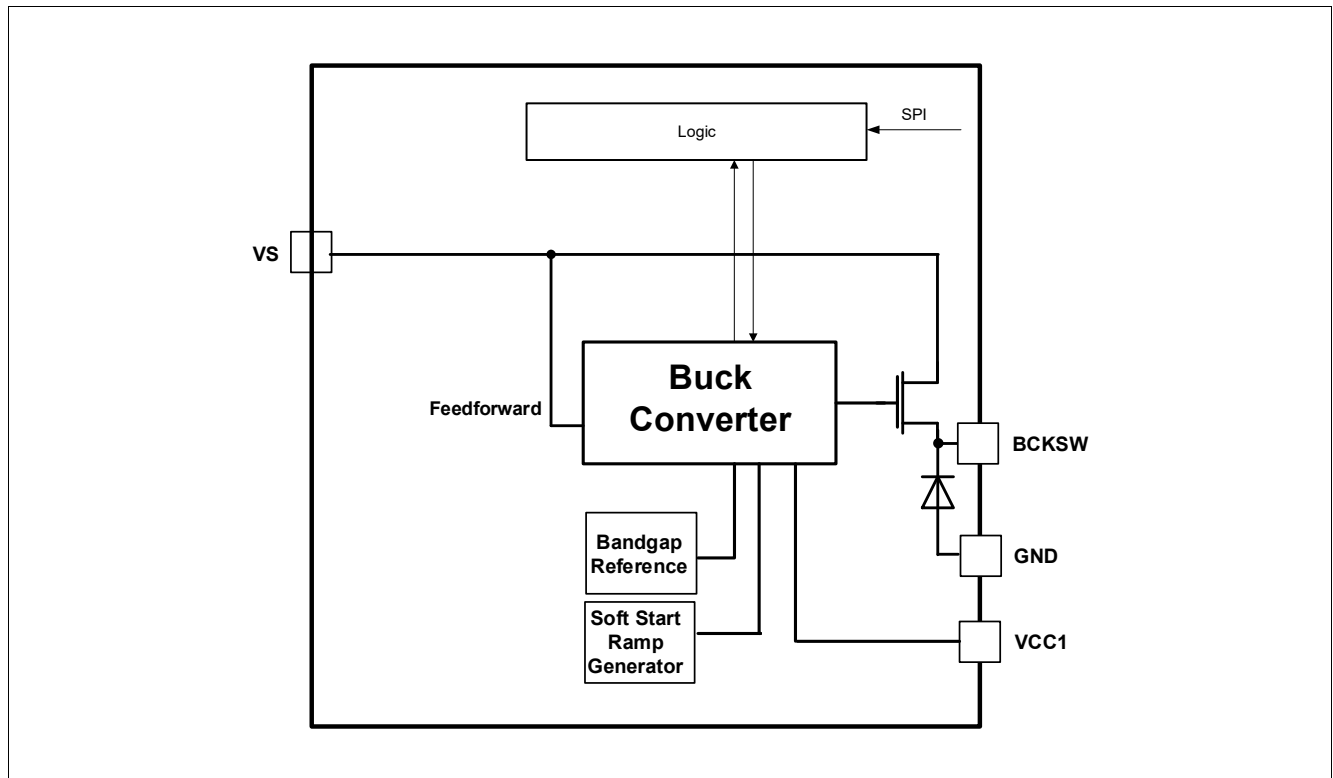 Logic
SPI
VS
Buck
Converter
Feedforward
BCKSW
Bandgap
Reference
GND
Soft Start
Ramp
Generator
VCC1